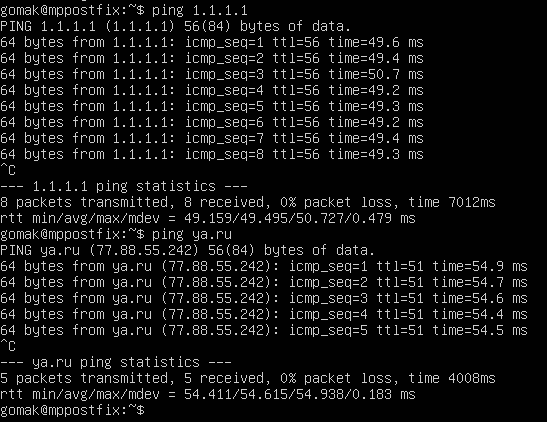 gomak@mppostfix:~$ ping 1.1.1.1
PING 1.1.1.1 (1.1.1.1) 56(84) bytes of data.
64 bytes from 1.1.1.1: icmp_seq=1 ttl=56 time=49.6 ms
64 bytes from 1.1.1.1: icmp_seq=2 ttl=56 time=49.4 ms
64 bytes from 1.1.1.1: icmp_seq=3 ttl=56 time=50.7 ms
64 bytes from 1.1.1.1: icmp_seq=4 ttl=56 time=49.2 ms
64 bytes from 1.1.1.1: icmp_seq=5 ttl=56 time=49.3 ms
64 bytes from 1.1.1.1: icmp_seq=6 ttl=56 time=49.2 ms
64 bytes from 1.1.1.1: icmp_seq=7 ttl=56 time=49.4 ms
64 bytes from 1.1.1.1: icmp_seq=8 ttl=56 time=49.3 ms
^C
--- 1.1.1.1 ping statistics ---
8 packets transmitted, 8 received, 0% packet loss, time 7012ms
rtt min/avg/max/mdev = 49.159/49.495/50.727/0.479 ms
gomak@mppostfix:~$ ping ya.ru
PING ya.ru (77.88.55.242) 56(84) bytes of data.
64 bytes from ya.ru (77.88.55.242): icmp_seq=1 ttl=51 time=54.9 ms
64 bytes from ya.ru (77.88.55.242): icmp_seq=2 ttl=51 time=54.7 ms
64 bytes from ya.ru (77.88.55.242): icmp_seq=3 ttl=51 time=54.6 ms
64 bytes from ya.ru (77.88.55.242): icmp_seq=4 ttl=51 time=54.4 ms
64 bytes from ya.ru (77.88.55.242): icmp_seq=5 ttl=51 time=54.5 ms
^C
--- ya.ru ping statistics ---
5 packets transmitted, 5 received, 0% packet loss, time 4008ms
rtt min/avg/max/mdev = 54.411/54.615/54.938/0.183 ms
gomak@mppostfix:~$